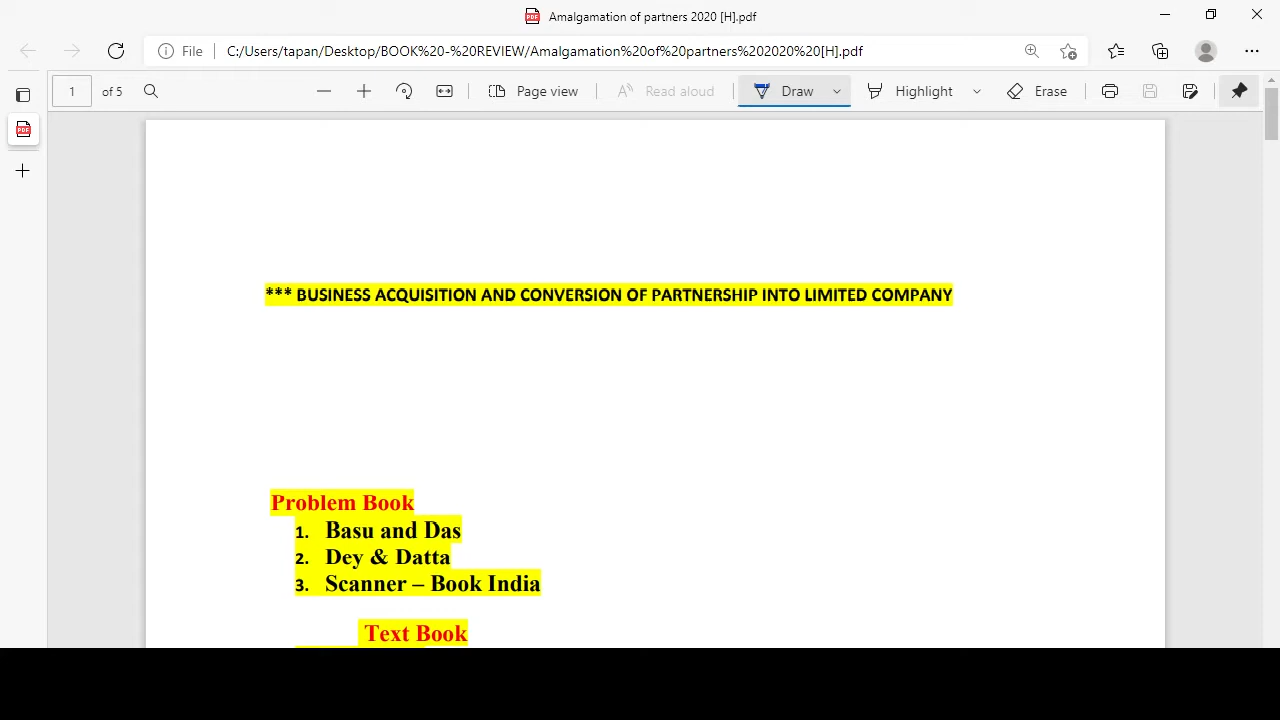 Amalgamation of partners 2020 [H].pdf
File C:/Users/tapan/Desktop/BOOK%20-%20REVIEW/Amalgamation%20of%20partners%202020%20[H].pdf
1 of 5 Page view Read aloud Draw Highlight Erase
*** BUSINESS ACQUISITION AND CONVERSION OF PARTNERSHIP INTO LIMITED COMPANY
Problem Book
1. Basu and Das
2. Dey & Datta
3. Scanner – Book India
Text Book